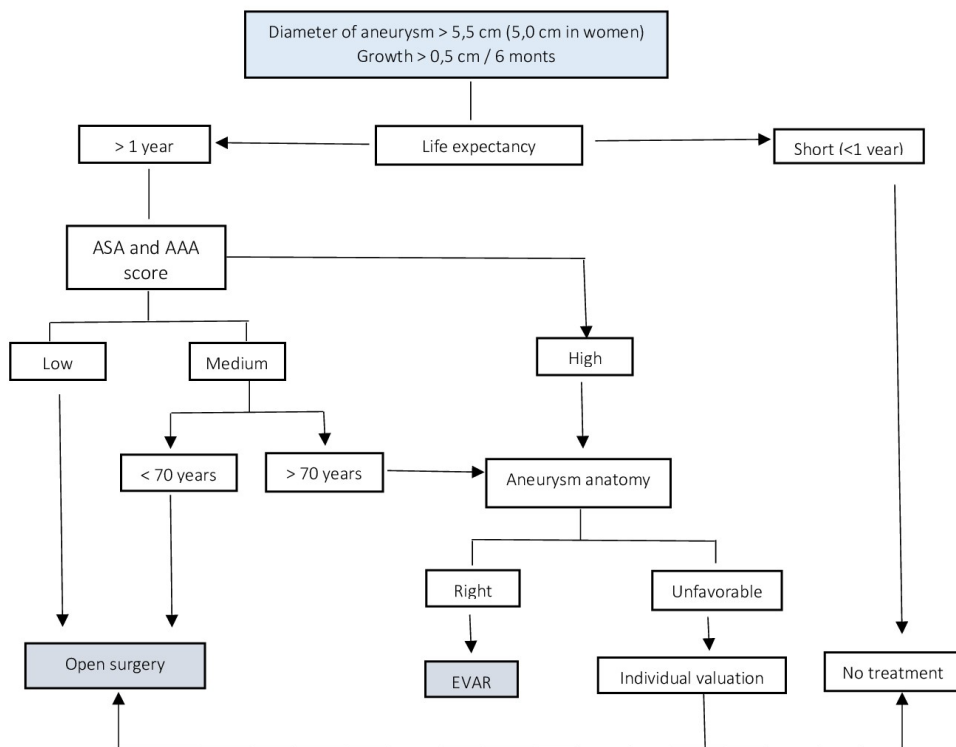 Diameter of aneurysm > 5,5 cm (5,0 cm in women)
Growth > 0,5 cm / 6 monts
> 1 year
Life expectancy
Short (<1 year)
ASA and AAA
score
Low
Medium
High
< 70 years
> 70 years
Aneurysm anatomy
Right
Unfavorable
Open surgery
EVAR
Individual valuation
No treatment